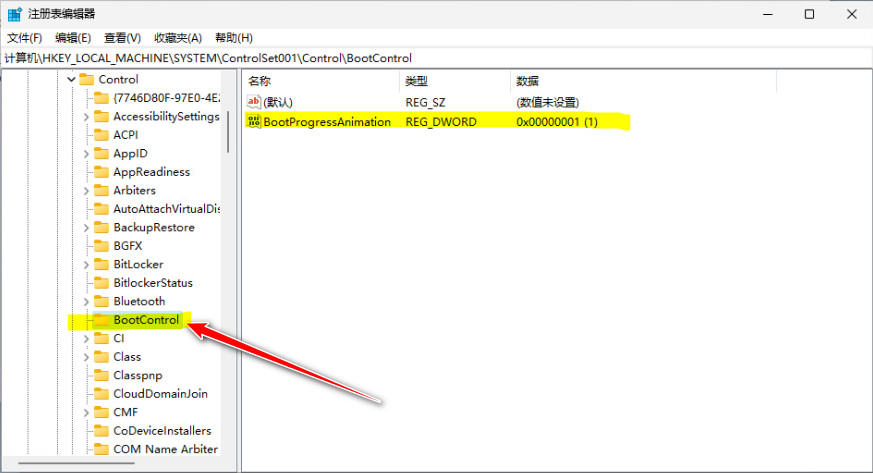 注册表编辑器
文件(F) 编辑(E) 查看(V) 收藏夹(A) 帮助(H)
计算机\HKEY_LOCAL_MACHINE\SYSTEM\ControlSet001\Control\BootControl
Control
{7746D80F-97E0-4E2
AccessibilitySettings
ACPI
AppID
AppReadiness
Arbiters
AutoAttachVirtualDis
BackupRestore
BGFX
BitLocker
BitlockerStatus
Bluetooth
BootControl
CI
Class
Classpnp
CloudDomainJoin
CMF
CoDeviceInstallers
COM Name Arbiter
名称 类型 数据
(默认) REG_SZ (数值未设置)
BootProgressAnimation REG_DWORD 0x00000001 (1)